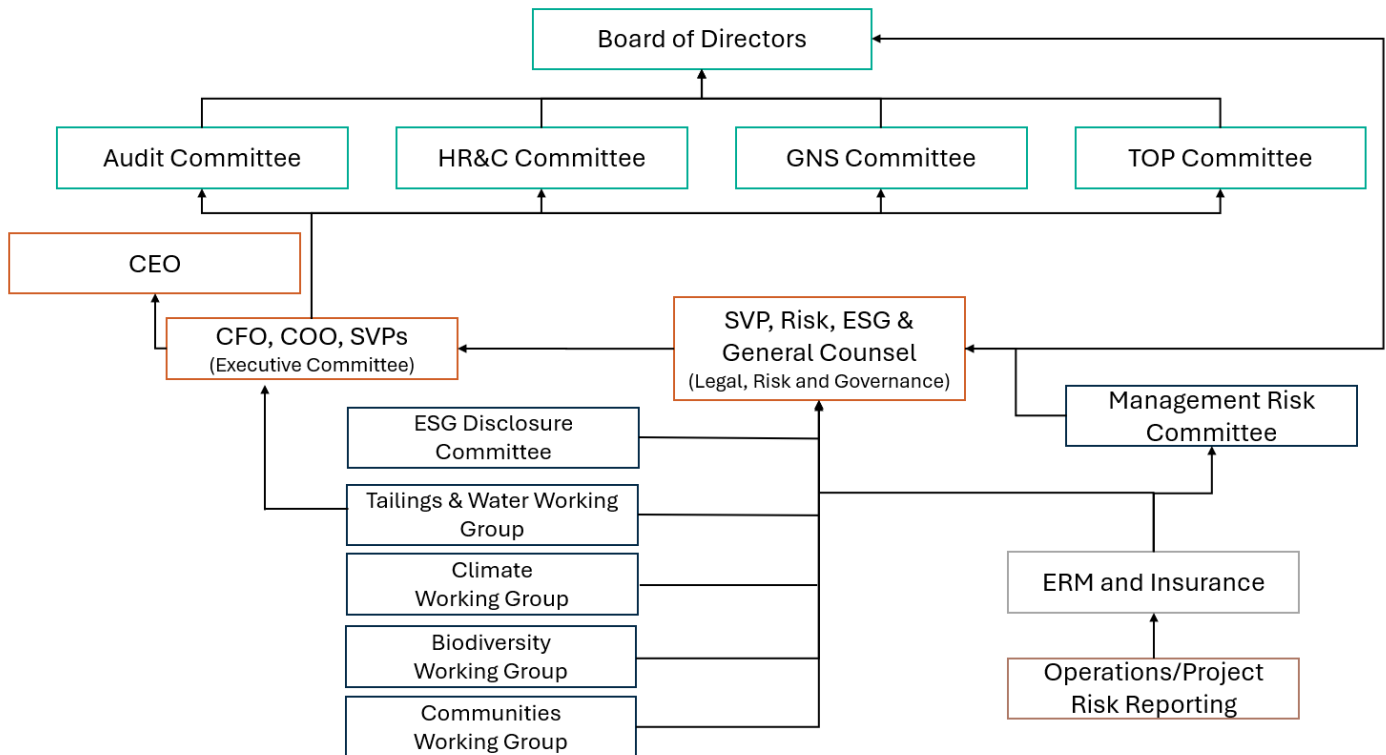 Board of Directors
Audit Committee
HR&C Committee
GNS Committee
TOP Committee
CEO
CFO, COO, SVPs
(Executive Committee)
SVP, Risk, ESG &
General Counsel
(Legal, Risk and Governance)
Management Risk
Committee
ESG Disclosure
Committee
Tailings & Water Working
Group
Climate
Working Group
Biodiversity
Working Group
Communities
Working Group
ERM and Insurance
Operations/Project
Risk Reporting